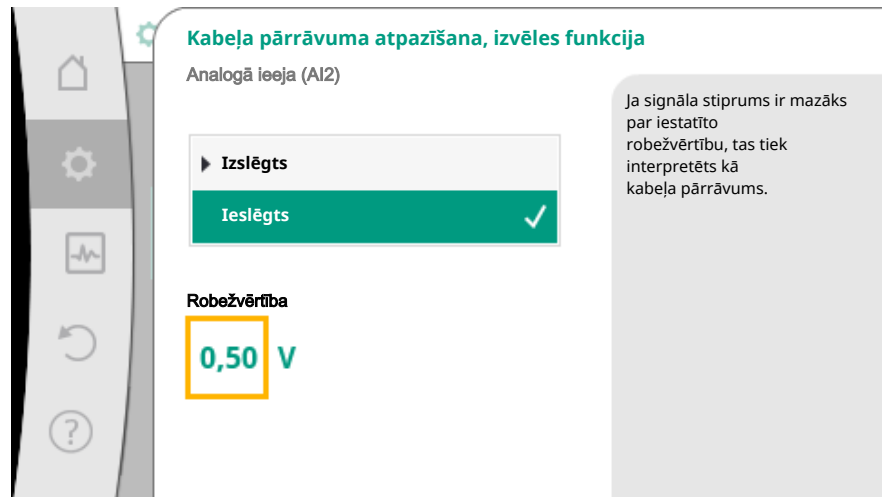 Kabeļa pārrāvuma atpazīšana, izvēles funkcija
Analogā ieeja (AI2)
Izslēgts
Ieslēgts
Robežvērtība
0,50 V
Ja signāla stiprums ir mazāks
par iestatīto
robežvērtību, tas tiek
interpretēts kā
kabeļa pārrāvums.
?